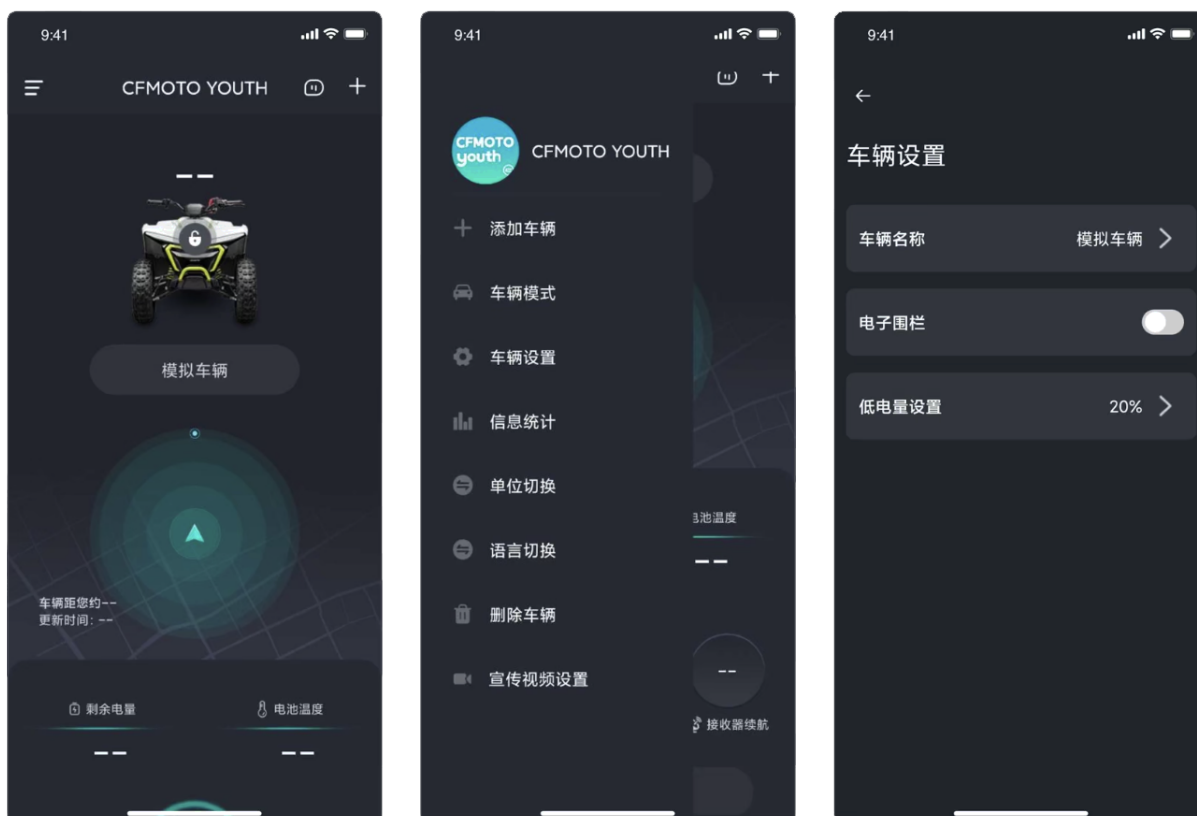 9:41
CFMOTO YOUTH
--
模拟车辆
车辆距您约--
更新时间：--
剩余电量
电池温度
--
--
9:41
CFMOTO
youth
CFMOTO YOUTH
添加车辆
车辆模式
车辆设置
信息统计
单位切换
语言切换
删除车辆
宣传视频设置
池温度
--
--
接收器续航
9:41
车辆设置
车辆名称
模拟车辆
电子围栏
低电量设置
20%